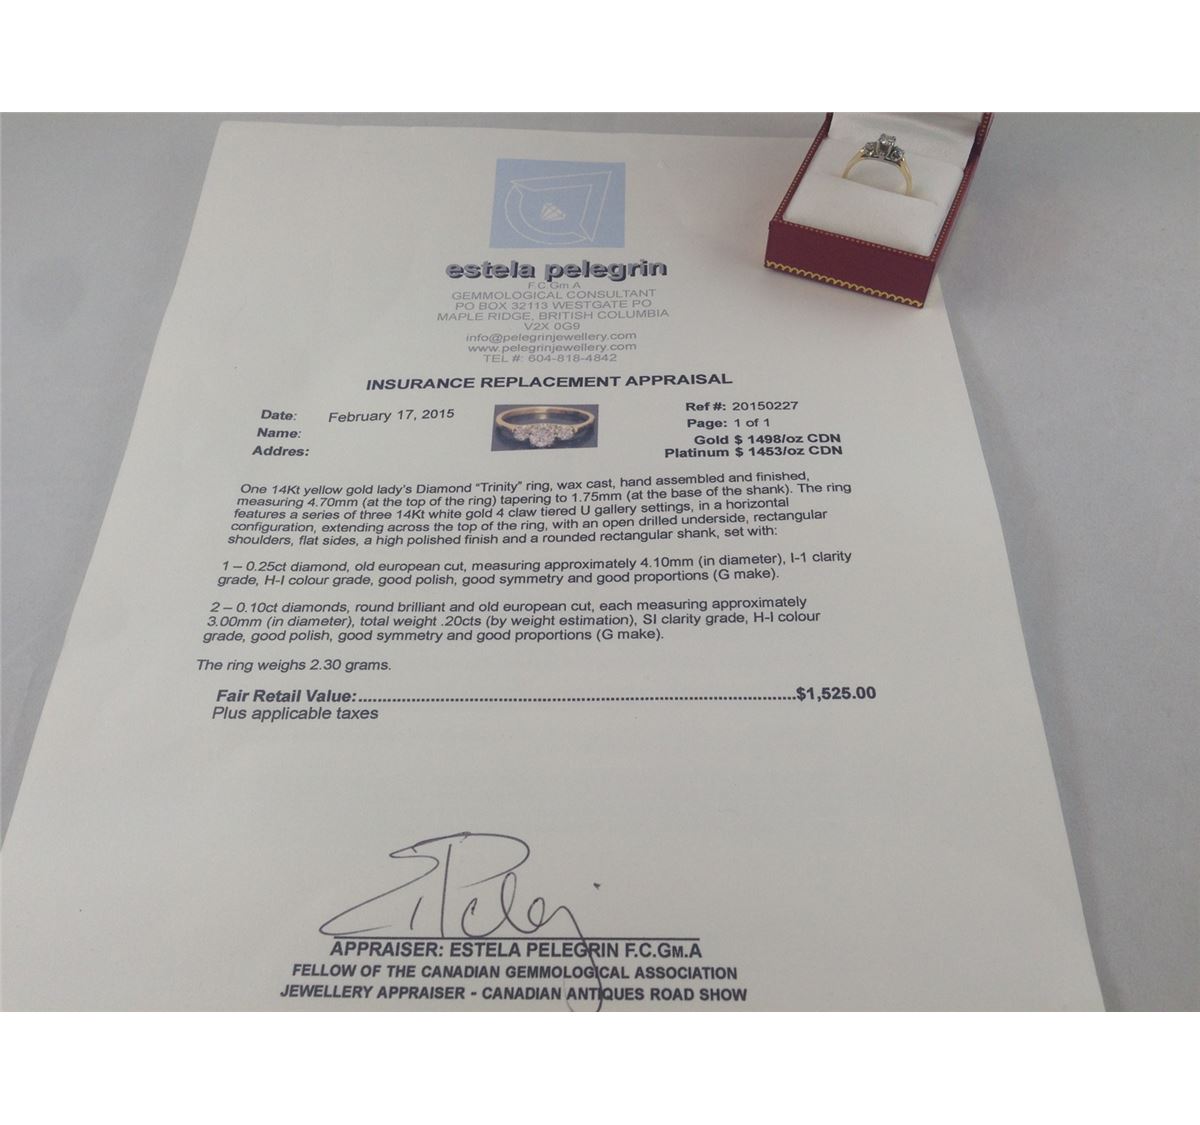 estela pelegrin
F.C.Gm A
GEMMOLOGICAL CONSULTANT
PO BOX 32113 WESTGATE PO
MAPLE RIDGE, BRITISH COLUMBIA
V2X 0G9
info@pelegrinjewellery.com
www.pelegrinjewellery.com
TEL #: 604-818-4842
INSURANCE REPLACEMENT APPRAISAL
Date: February 17, 2015
Name:
Addres:
Ref #: 20150227
Page: 1 of 1
Gold $ 1498/oz CDN
Platinum $ 1453/oz CDN
One 14Kt yellow gold lady's Diamond "Trinity" ring, wax cast, hand assembled and finished,
measuring 4.70mm (at the top of the ring) tapering to 1.75mm (at the base of the shank). The ring
features a series of three 14Kt white gold 4 claw tiered U gallery settings, in a horizontal
configuration, extending across the top of the ring, with an open drilled underside, rectangular
shoulders, flat sides, a high polished finish and a rounded rectangular shank, set with:
1 – 0.25ct diamond, old european cut, measuring approximately 4.10mm (in diameter), I-1 clarity
grade, H-I colour grade, good polish, good symmetry and good proportions (G make).
2 – 0.10ct diamonds, round brilliant and old european cut, each measuring approximately
3.00mm (in diameter), total weight .20cts (by weight estimation), SI clarity grade, H-I colour
grade, good polish, good symmetry and good proportions (G make).
The ring weighs 2.30 grams.
Fair Retail Value:..........................................................................................$1,525.00
Plus applicable taxes
APPRAISER: ESTELA PELEGRIN F.C.GM.A
FELLOW OF THE CANADIAN GEMMOLOGICAL ASSOCIATION
JEWELLERY APPRAISER - CANADIAN ANTIQUES ROAD SHOW